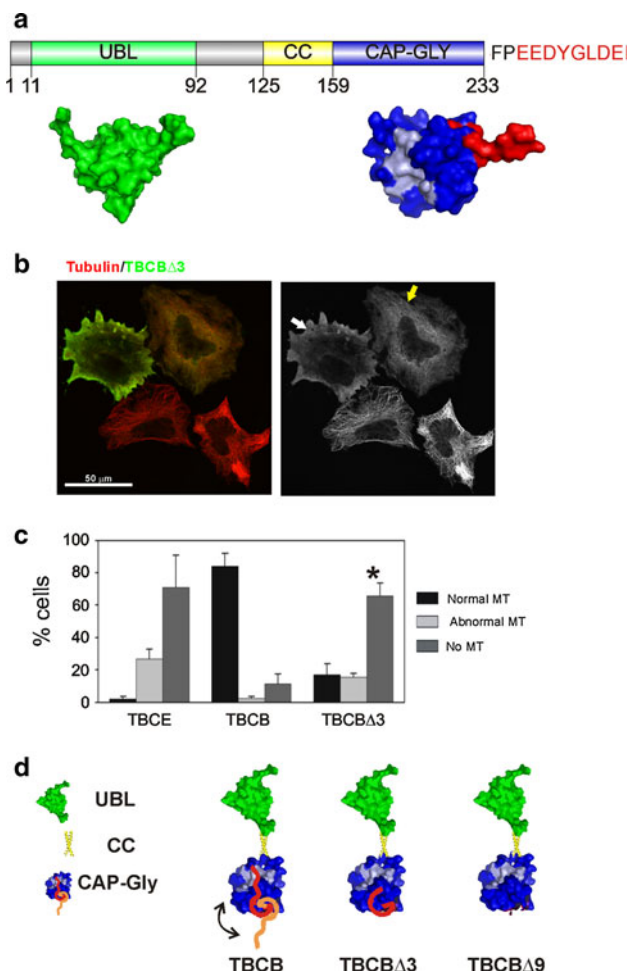 a
UBL CC CAP-GLY FPEEDYGLDE
1 11 92 125 159 233
b
Tubulin/TBCBΔ3
50 µm
c
% cells
100
80
60
40
20
0
*
Normal MT
Abnormal MT
No MT
TBCE TBCB TBCBΔ3
d
UBL
CC
CAP-Gly
TBCB TBCBΔ3 TBCBΔ9